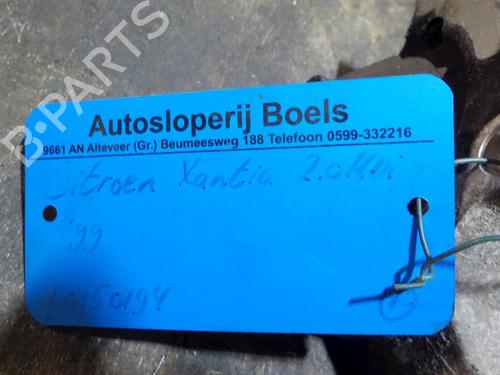 B-PARTS
Autosloperij Boels
9661 AN Alteveer (Gr.) Beumeesweg 188 Telefoon 0599-332216
Citroen Xantia 2.0
'99